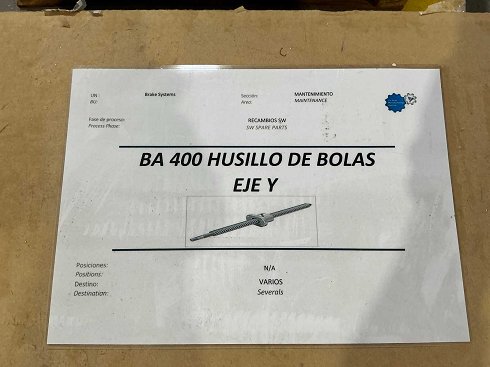 UN : Brake Systems Sección: MANTENIMIENTO
BU: Area: MAINTENANCE
Fase de proceso: RECAMBIOS SW
Process Phase: SW SPARE PARTS
BA 400 HUSILLO DE BOLAS
EJE Y
Posiciones: N/A
Positions:
Destino: VARIOS
Destination: Severals